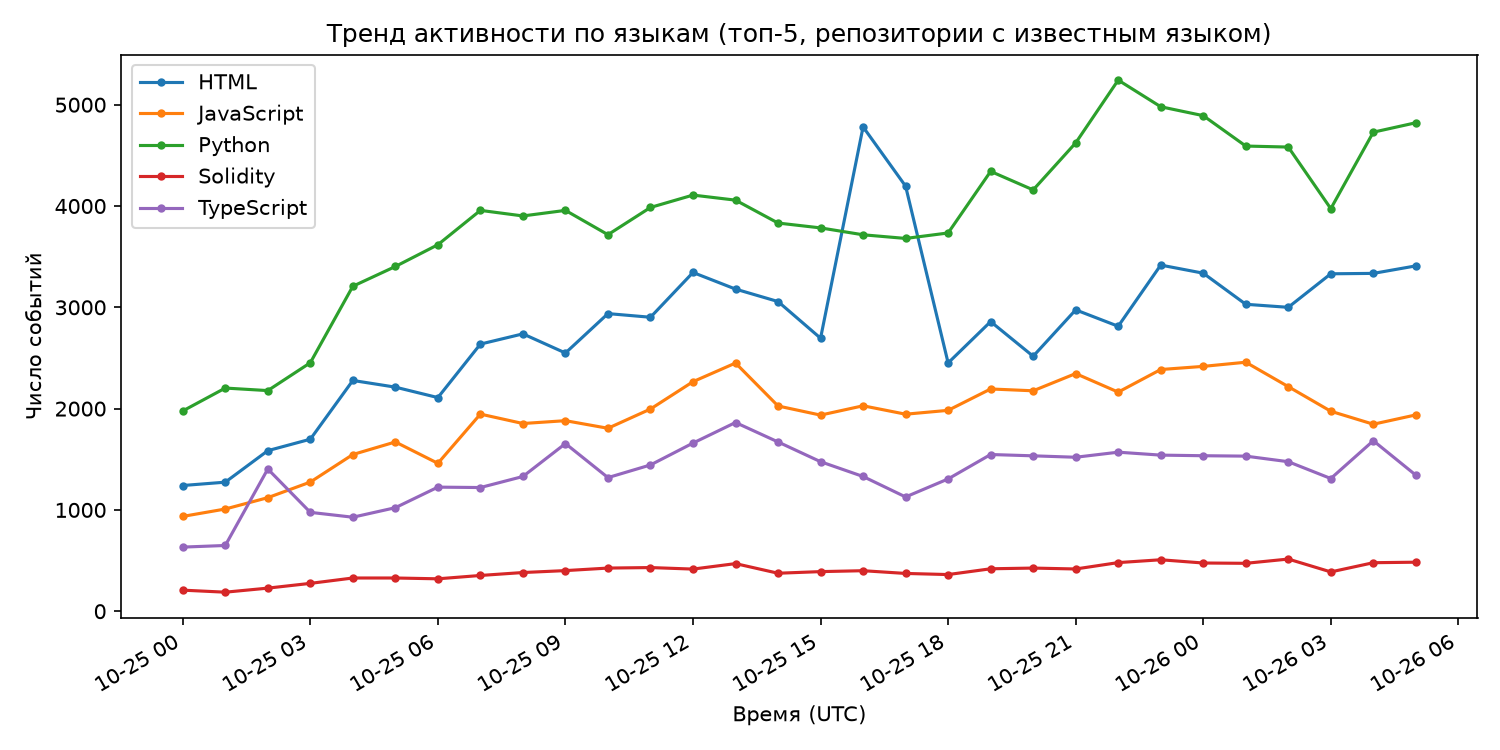 Тренд активности по языкам (топ-5, репозитории с известным языком)
HTML
JavaScript
Python
Solidity
TypeScript
Число событий
5000
4000
3000
2000
1000
0
10-25 00
10-25 03
10-25 06
10-25 09
10-25 12
10-25 15
10-25 18
10-25 21
10-26 00
10-26 03
10-26 06
Время (UTC)